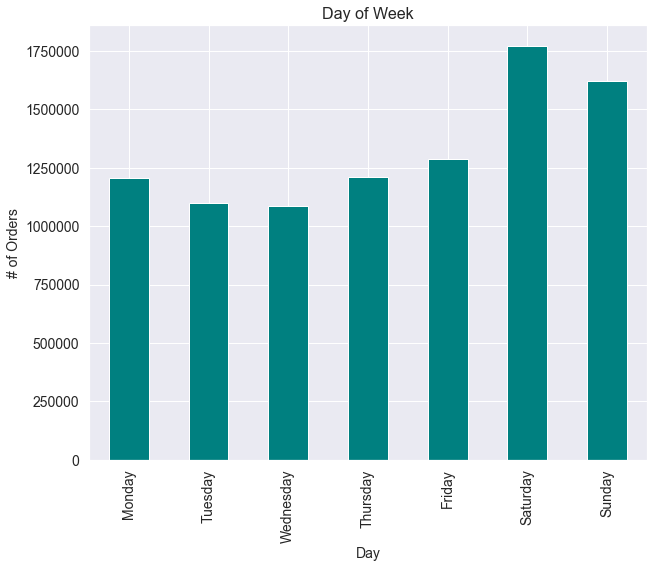 Day of Week
# of Orders
1750000
1500000
1250000
1000000
750000
500000
250000
0
Monday
Tuesday
Wednesday
Thursday
Friday
Saturday
Sunday
Day